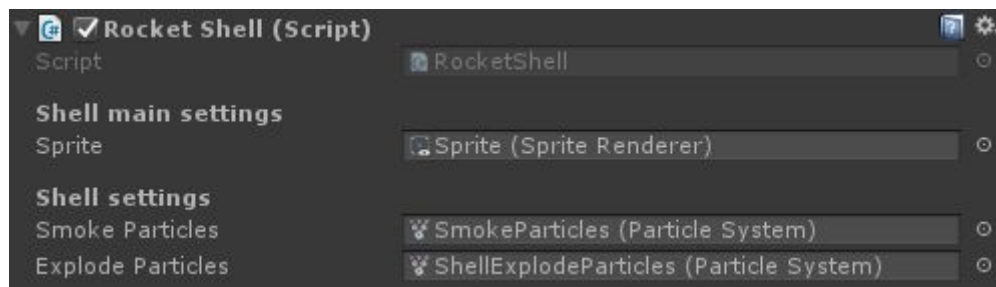 Rocket Shell (Script)
Script RocketShell
Shell main settings
Sprite Sprite (Sprite Renderer)
Shell settings
Smoke Particles SmokeParticles (Particle System)
Explode Particles ShellExplodeParticles (Particle System)